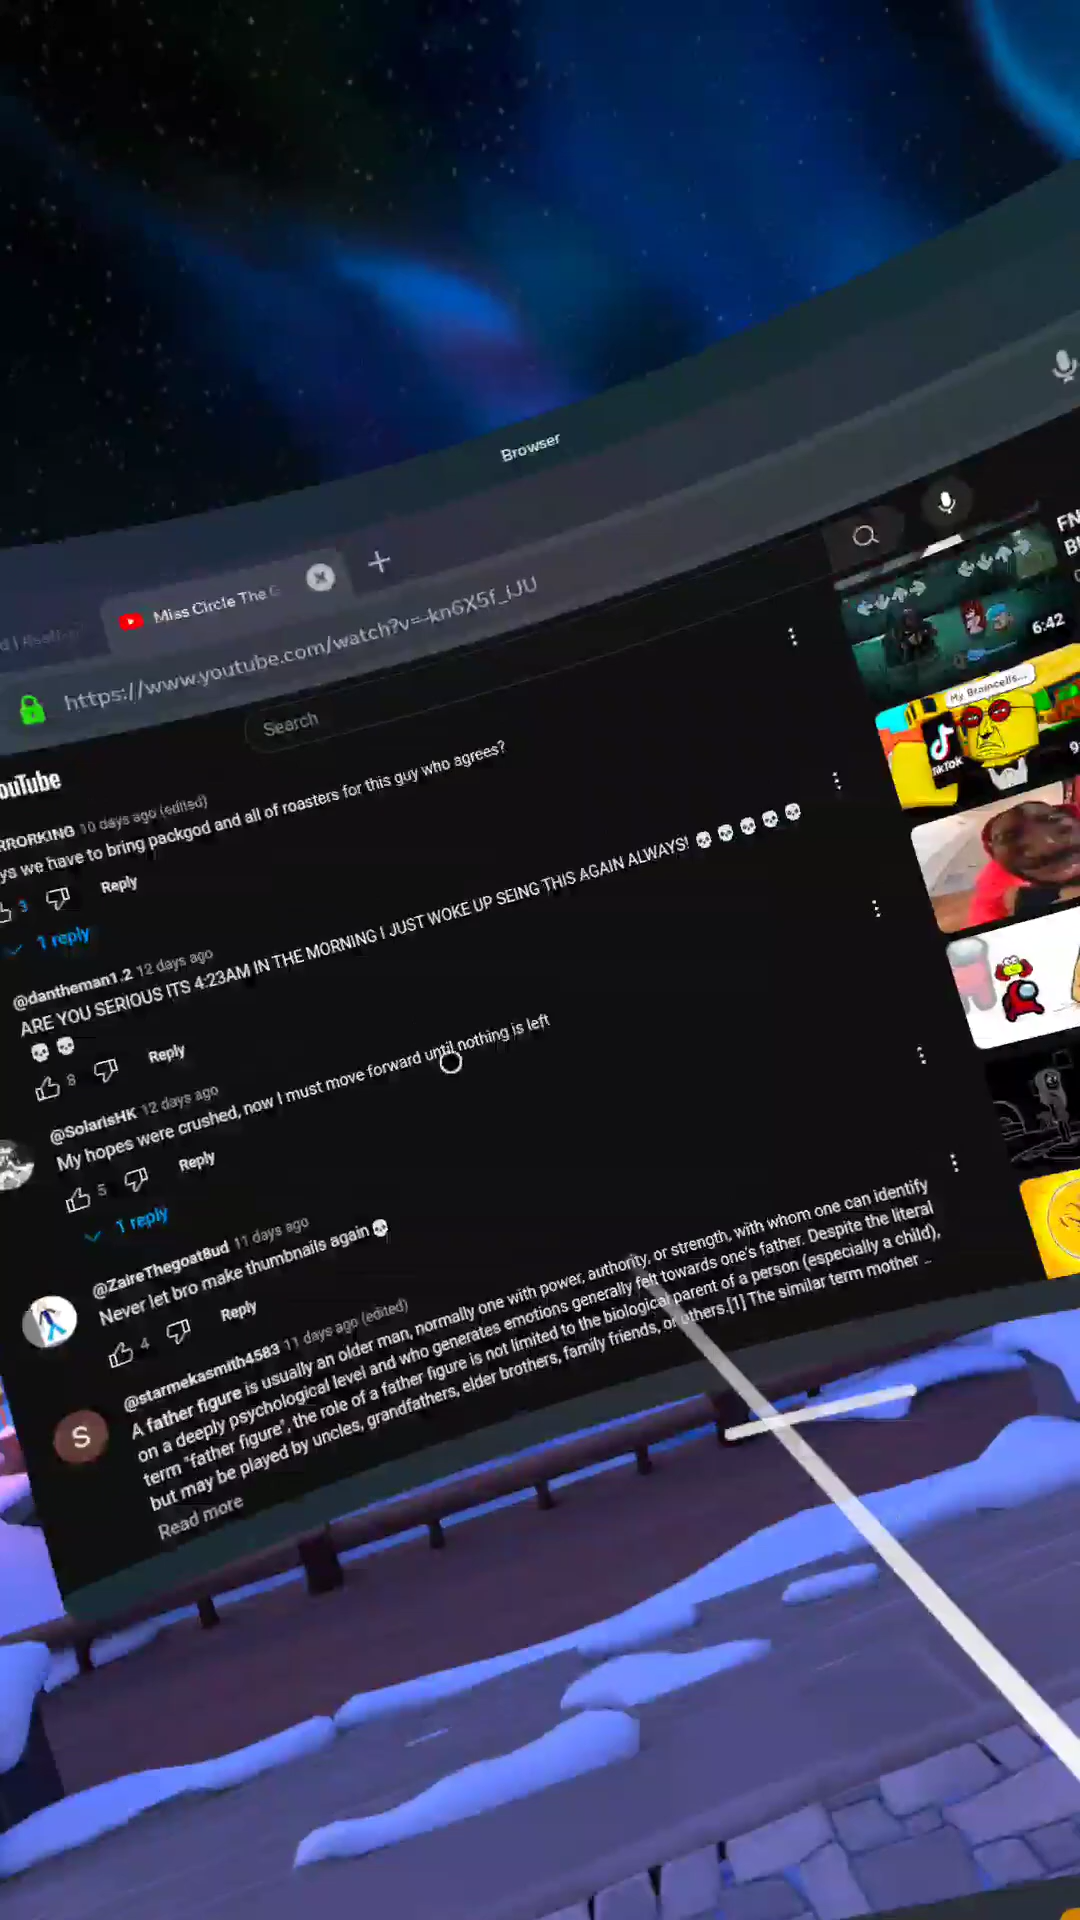 Browser
Miss Circle The G
https://www.youtube.com/watch?v=-kn6X5f_iJU
Search
ouTube
RRORKING 10 days ago (edited)
ys we have to bring packgod and all of roasters for this guy who agrees?
3
Reply
1 reply
@dantheman1.2 12 days ago
ARE YOU SERIOUS ITS 4:23AM IN THE MORNING I JUST WOKE UP SEING THIS AGAIN ALWAYS! 💀 💀 💀 💀 💀
💀 💀
8
Reply
@SolarisHK 12 days ago
My hopes were crushed, now I must move forward until nothing is left
5
Reply
1 reply
@ZaireThegoat8ud 11 days ago
Never let bro make thumbnails again💀
4
Reply
S
@starmekasmith4583 11 days ago (edited)
A father figure is usually an older man, normally one with power, authority, or strength, with whom one can identify
on a deeply psychological level and who generates emotions generally felt towards one's father. Despite the literal
term "father figure", the role of a father figure is not limited to the biological parent of a person (especially a child),
but may be played by uncles, grandfathers, elder brothers, family friends, or others.[1] The similar term mother ...
Read more
FN
6:42
My Braincells...
TikTok
9